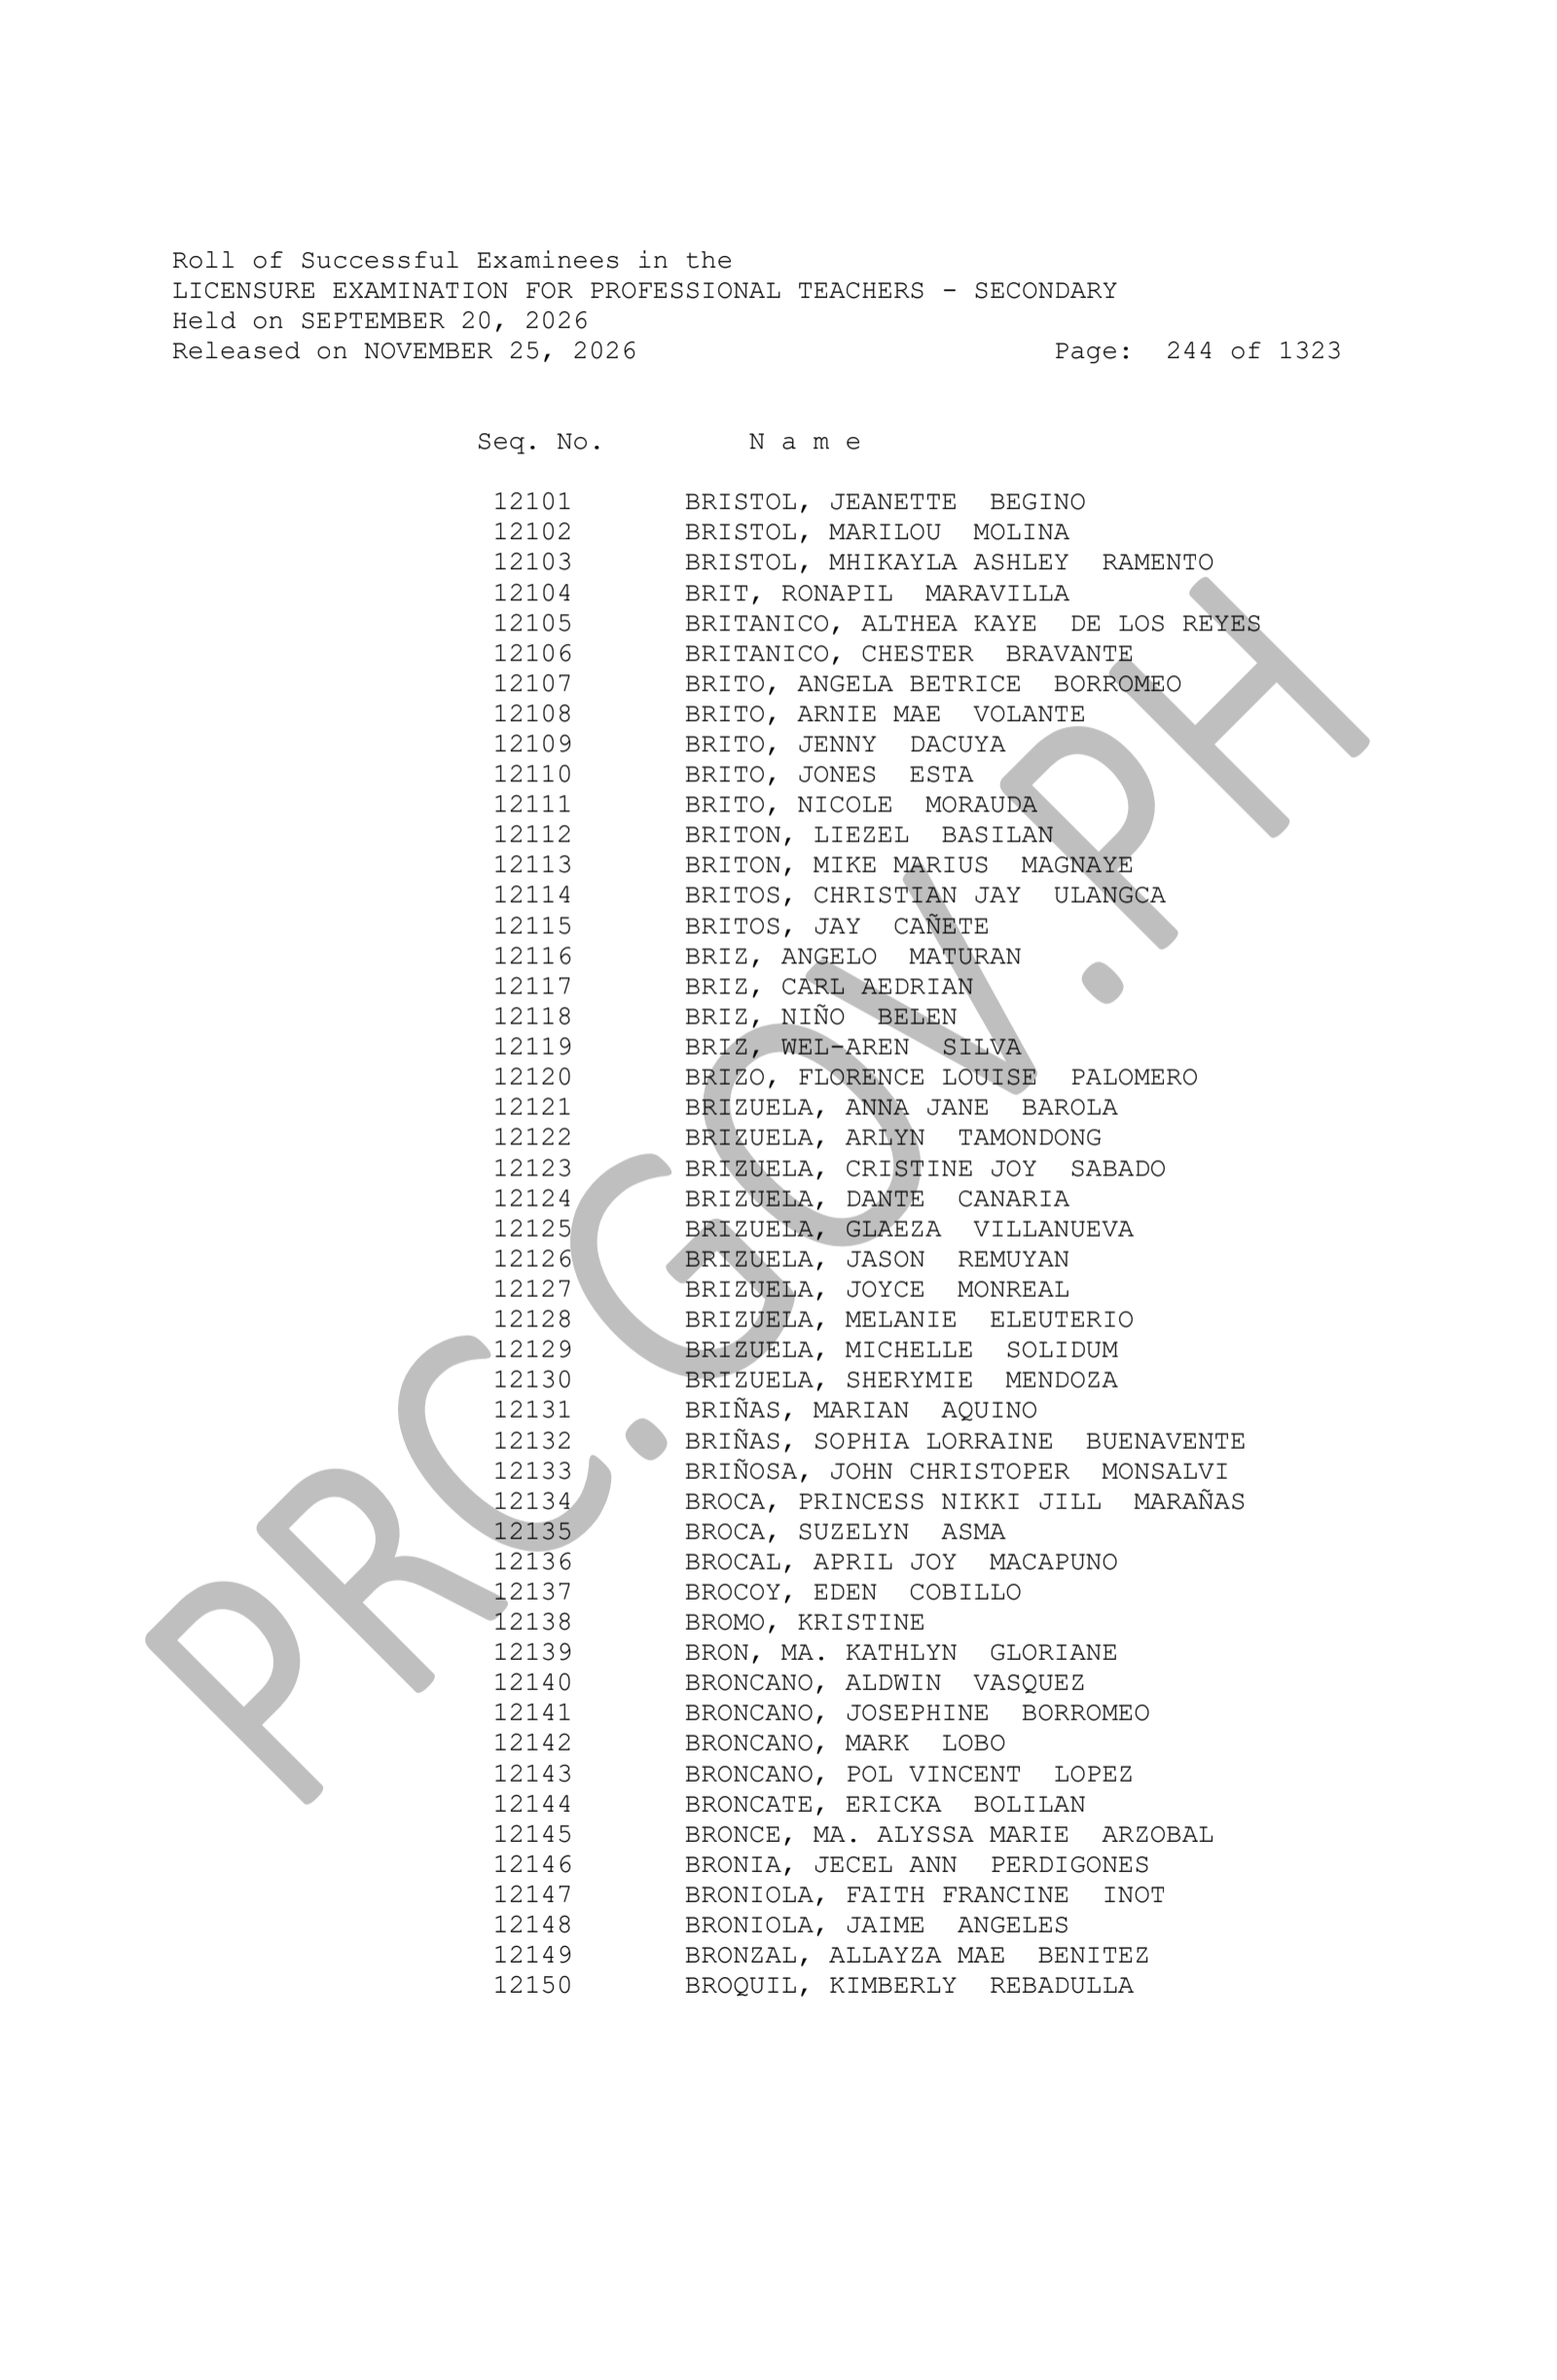 Roll of Successful Examinees in the
LICENSURE EXAMINATION FOR PROFESSIONAL TEACHERS - SECONDARY
Held on SEPTEMBER 20, 2026
Released on NOVEMBER 25, 2026 Page: 244 of 1323
Seq. No. N a m e
12101 BRISTOL, JEANETTE BEGINO
12102 BRISTOL, MARILOU MOLINA
12103 BRISTOL, MHIKAYLA ASHLEY RAMENTO
12104 BRIT, RONAPIL MARAVILLA
12105 BRITANICO, ALTHEA KAYE DE LOS REYES
12106 BRITANICO, CHESTER BRAVANTE
12107 BRITO, ANGELA BETRICE BORROMEO
12108 BRITO, ARNIE MAE VOLANTE
12109 BRITO, JENNY DACUYA
12110 BRITO, JONES ESTA
12111 BRITO, NICOLE MORAUDA
12112 BRITON, LIEZEL BASILAN
12113 BRITON, MIKE MARIUS MAGNAYE
12114 BRITOS, CHRISTIAN JAY ULANGCA
12115 BRITOS, JAY CAÑETE
12116 BRIZ, ANGELO MATURAN
12117 BRIZ, CARL AEDRIAN
12118 BRIZ, NIÑO BELEN
12119 BRIZ, WEL-AREN SILVA
12120 BRIZO, FLORENCE LOUISE PALOMERO
12121 BRIZUELA, ANNA JANE BAROLA
12122 BRIZUELA, ARLYN TAMONDONG
12123 BRIZUELA, CRISTINE JOY SABADO
12124 BRIZUELA, DANTE CANARIA
12125 BRIZUELA, GLAEZA VILLANUEVA
12126 BRIZUELA, JASON REMUYAN
12127 BRIZUELA, JOYCE MONREAL
12128 BRIZUELA, MELANIE ELEUTERIO
12129 BRIZUELA, MICHELLE SOLIDUM
12130 BRIZUELA, SHERYMIE MENDOZA
12131 BRIÑAS, MARIAN AQUINO
12132 BRIÑAS, SOPHIA LORRAINE BUENAVENTE
12133 BRIÑOSA, JOHN CHRISTOPER MONSALVI
12134 BROCA, PRINCESS NIKKI JILL MARAÑAS
12135 BROCA, SUZELYN ASMA
12136 BROCAL, APRIL JOY MACAPUNO
12137 BROCOY, EDEN COBILLO
12138 BROMO, KRISTINE
12139 BRON, MA. KATHLYN GLORIANE
12140 BRONCANO, ALDWIN VASQUEZ
12141 BRONCANO, JOSEPHINE BORROMEO
12142 BRONCANO, MARK LOBO
12143 BRONCANO, POL VINCENT LOPEZ
12144 BRONCATE, ERICKA BOLILAN
12145 BRONCE, MA. ALYSSA MARIE ARZOBAL
12146 BRONIA, JECEL ANN PERDIGONES
12147 BRONIOLA, FAITH FRANCINE INOT
12148 BRONIOLA, JAIME ANGELES
12149 BRONZAL, ALLAYZA MAE BENITEZ
12150 BROQUIL, KIMBERLY REBADULLA
PRC.GOV.PH